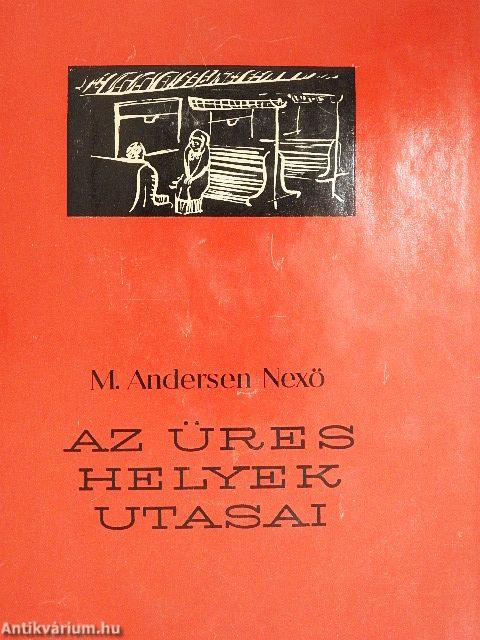 M. Andersen Nexö
AZ ÜRES
HELYEK
UTASAI
Antikvárium.hu